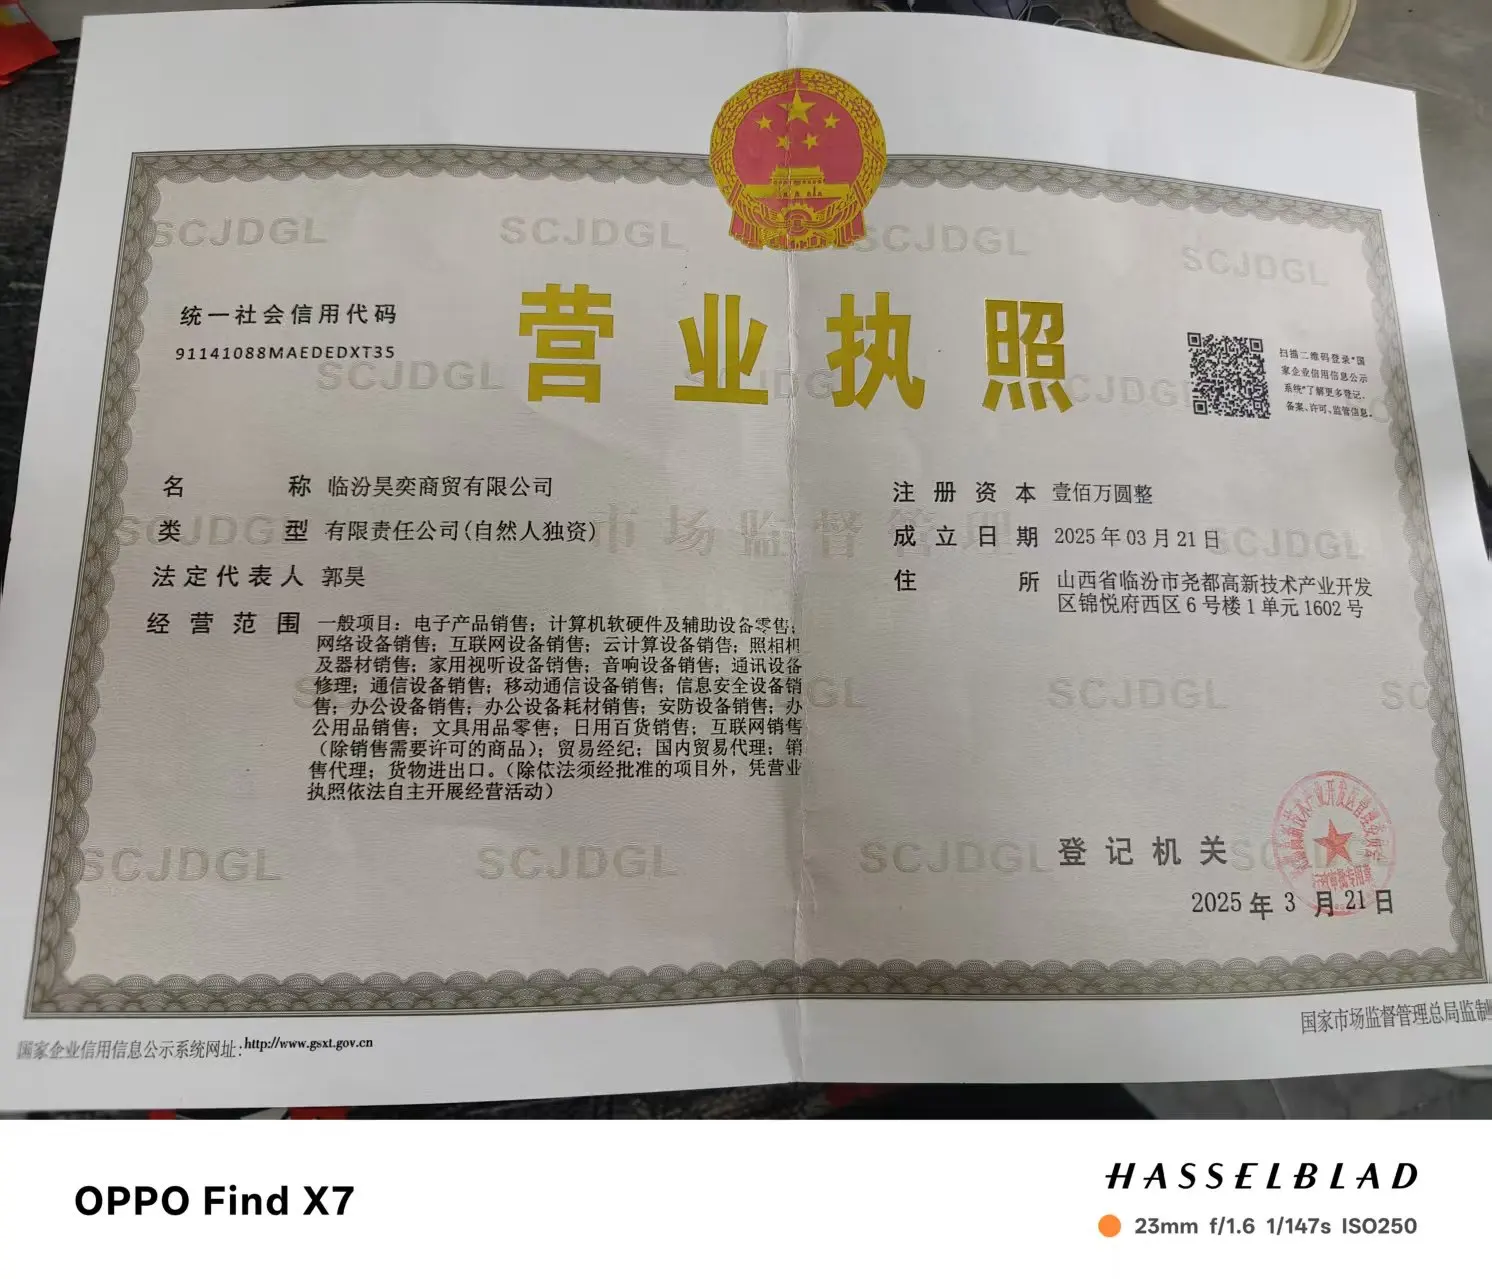 统一社会信用代码
91141088MAEDEDXT35
营业执照
扫描二维码登录“国
家企业信用信息公示
系统”了解更多登记、
备案、许可、监管信息。
名称 临汾昊奕商贸有限公司
类型 有限责任公司(自然人独资)
法定代表人 郭昊
经营范围 一般项目：电子产品销售；计算机软硬件及辅助设备零售；
网络设备销售；互联网设备销售；云计算设备销售；照相机
及器材销售；家用视听设备销售；音响设备销售；通讯设备
修理；通信设备销售；移动通信设备销售；信息安全设备销
售；办公设备销售；办公设备耗材销售；安防设备销售；办
公用品销售；文具用品零售；日用百货销售；互联网销售
（除销售需要许可的商品）；贸易经纪；国内贸易代理；销
售代理；货物进出口。（除依法须经批准的项目外，凭营业
执照依法自主开展经营活动）
注册资本 壹佰万圆整
成立日期 2025年03月21日
住所 山西省临汾市尧都高新技术产业开发
区锦悦府西区6号楼1单元1602号
市场监督管理
SCJDGL
登记机关
2025年3月21日
国家企业信用信息公示系统网址:http://www.gsxt.gov.cn
国家市场监督管理总局监制
OPPO Find X7
HASSELBLAD
23mm f/1.6 1/147s ISO250